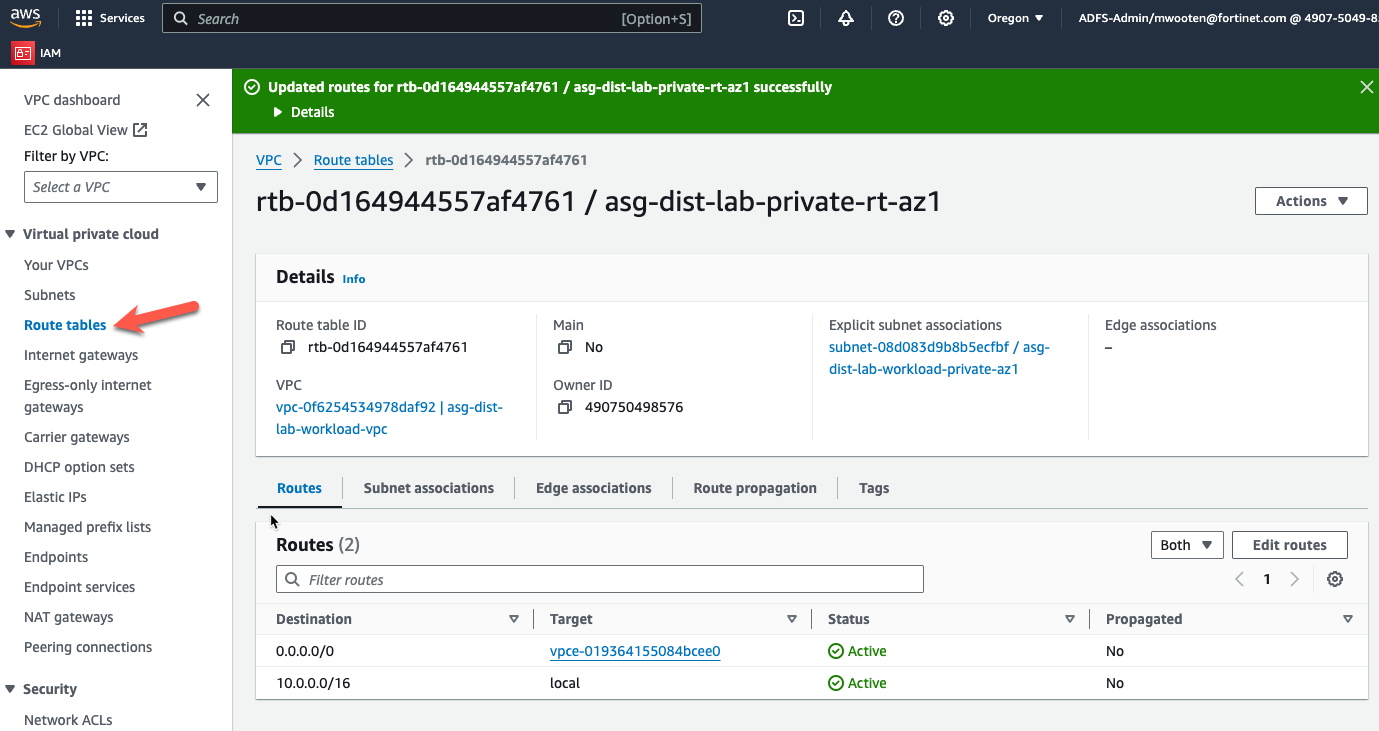 aws
Services
Search
[Option+S]
Oregon
ADFS-Admin/mwooten@fortinet.com @ 4907-5049-8
IAM
VPC dashboard
EC2 Global View
Filter by VPC:
Select a VPC
Virtual private cloud
Your VPCs
Subnets
Route tables
Internet gateways
Egress-only internet
gateways
Carrier gateways
DHCP option sets
Elastic IPs
Managed prefix lists
Endpoints
Endpoint services
NAT gateways
Peering connections
Security
Network ACLs
Updated routes for rtb-0d164944557af4761 / asg-dist-lab-private-rt-az1 successfully
Details
VPC > Route tables > rtb-0d164944557af4761
rtb-0d164944557af4761 / asg-dist-lab-private-rt-az1
Actions
Details Info
Route table ID
rtb-0d164944557af4761
VPC
vpc-0f6254534978daf92 | asg-dist-
lab-workload-vpc
Main
No
Owner ID
490750498576
Explicit subnet associations
subnet-08d083d9b8b5ecfbf / asg-
dist-lab-workload-private-az1
Edge associations
–
Routes
Subnet associations
Edge associations
Route propagation
Tags
Routes (2)
Both
Edit routes
Filter routes
1
Destination Target Status Propagated
0.0.0.0/0 vpce-019364155084bcee0 Active No
10.0.0.0/16 local Active No